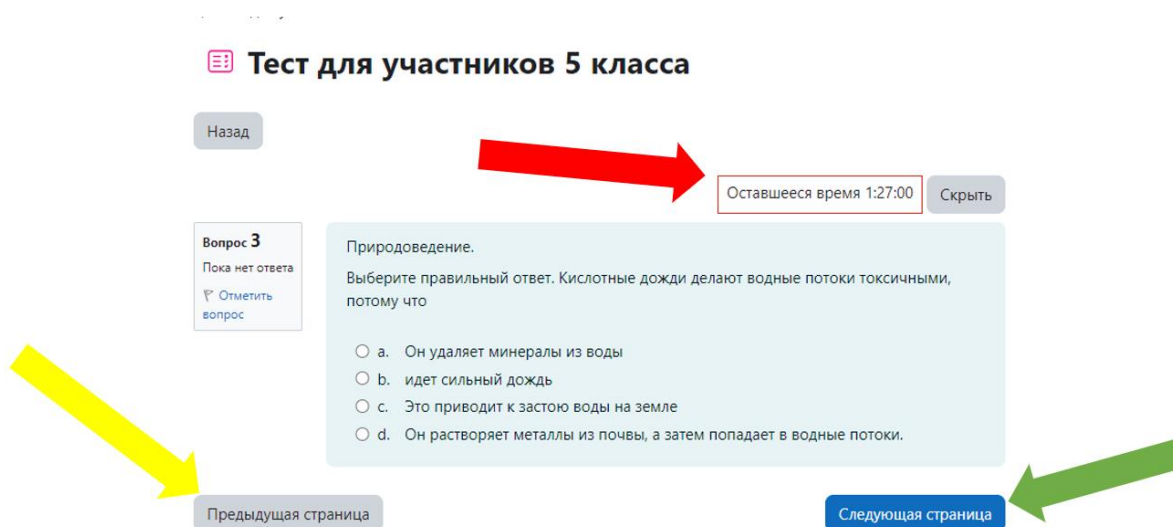 Тест для участников 5 класса
Назад
Оставшееся время 1:27:00
Скрыть
Вопрос 3
Пока нет ответа
Отметить
вопрос
Природоведение.
Выберите правильный ответ. Кислотные дожди делают водные потоки токсичными,
потому что
a. Он удаляет минералы из воды
b. идет сильный дождь
c. Это приводит к застою воды на земле
d. Он растворяет металлы из почвы, а затем попадает в водные потоки.
Предыдущая страница
Следующая страница